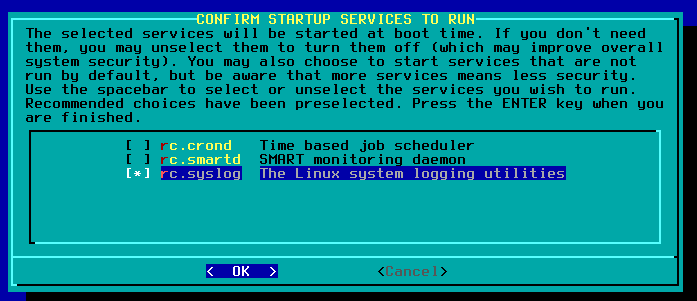 CONFIRM STARTUP SERVICES TO RUN
The selected services will be started at boot time. If you don't need
them, you may unselect them to turn them off (which may improve overall
system security). You may also choose to start services that are not
run by default, but be aware that more services means less security.
Use the spacebar to select or unselect the services you wish to run.
Recommended choices have been preselected. Press the ENTER key when you
are finished.
[ ] rc.crond Time based job scheduler
[ ] rc.smartd SMART monitoring daemon
[*] rc.syslog The Linux system logging utilities
< OK > <Cancel>